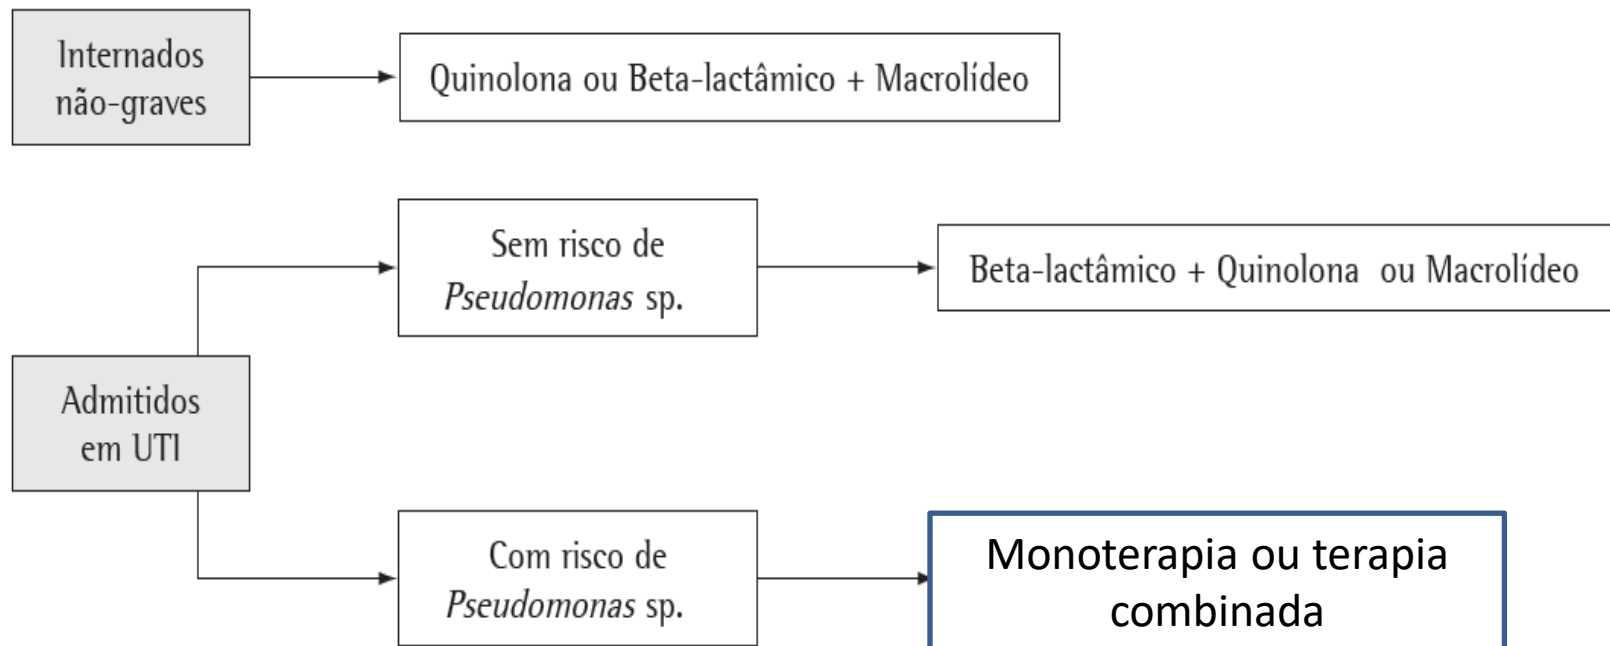 Internados
não-graves
Quinolona ou Beta-lactâmico + Macrolídeo
Sem risco de
Pseudomonas sp.
Beta-lactâmico + Quinolona ou Macrolídeo
Admitidos
em UTI
Com risco de
Pseudomonas sp.
Monoterapia ou terapia
combinada